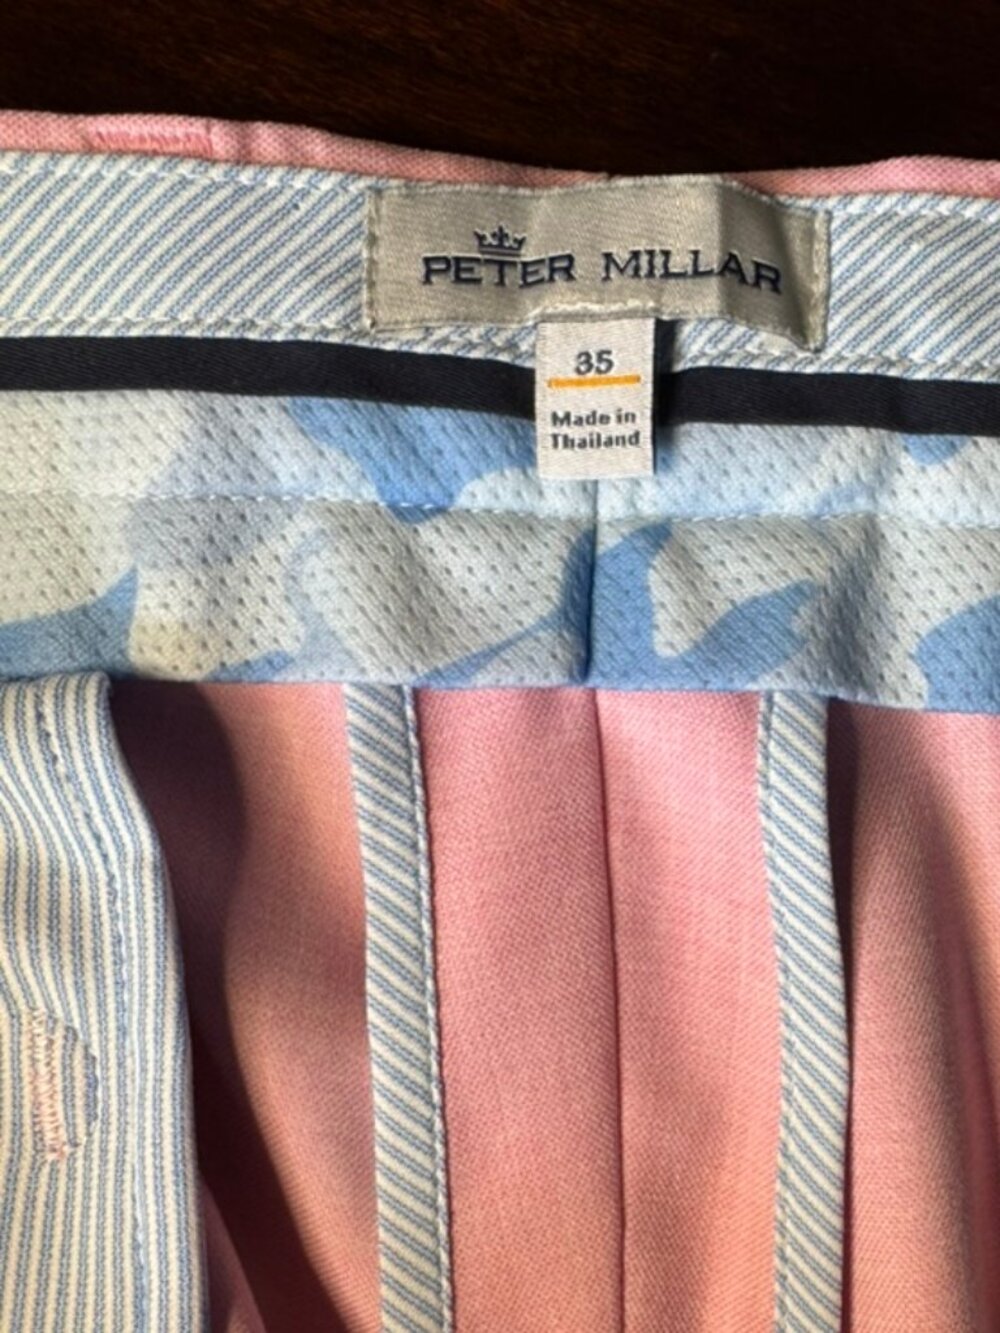 PETER MILLAR
35
Made in
Thailand